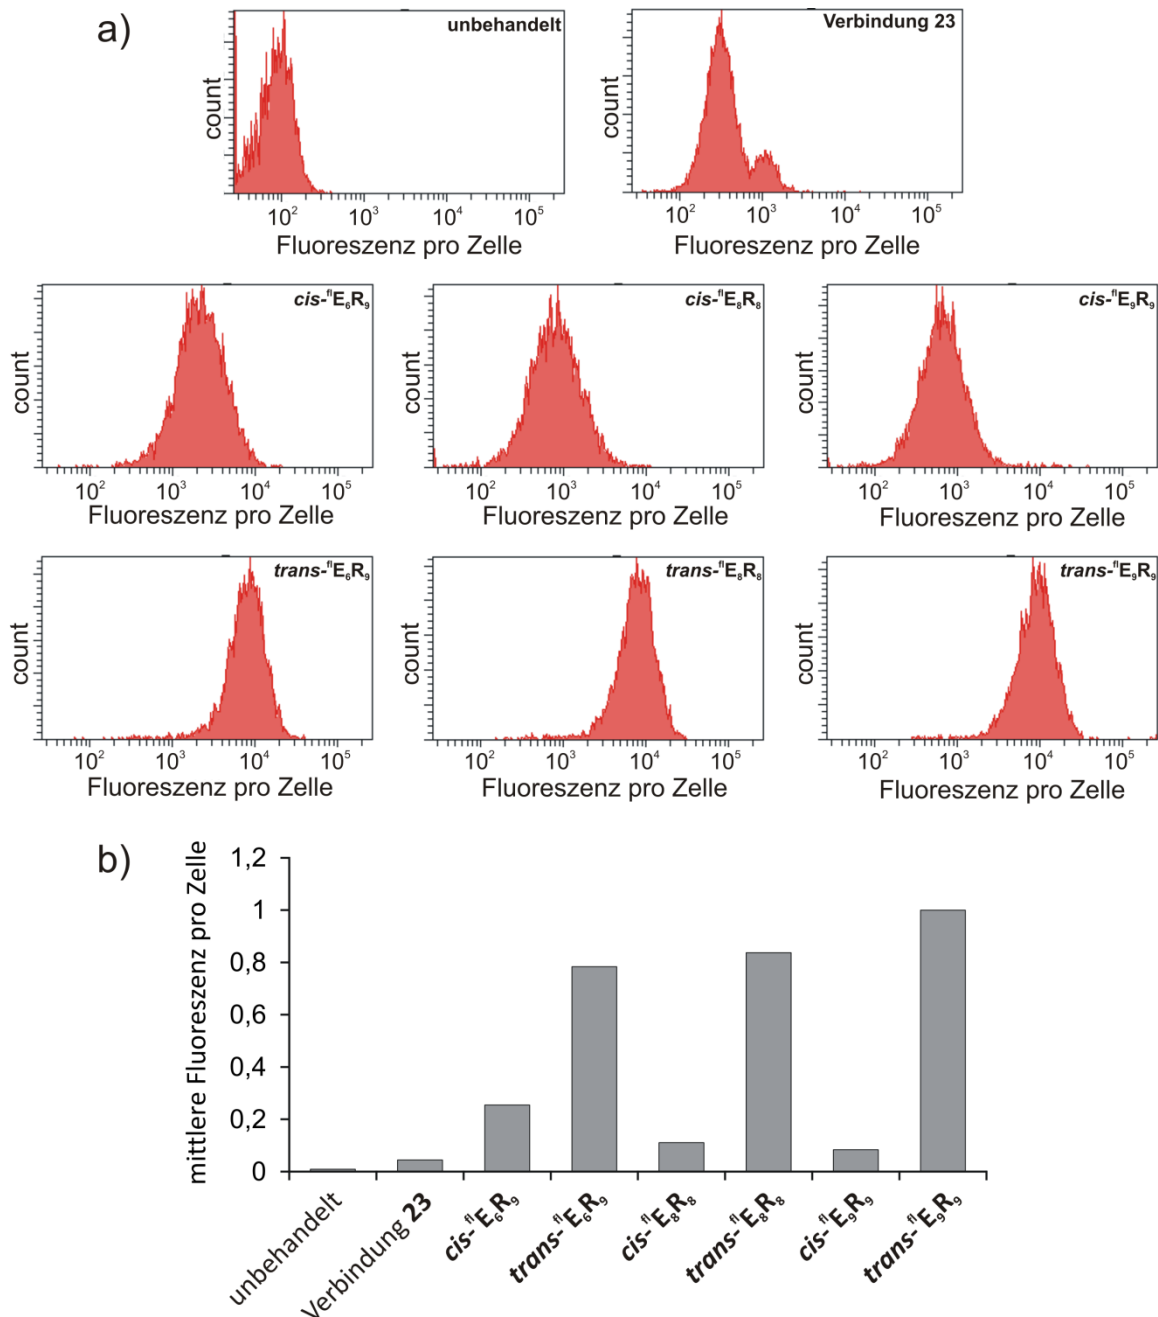 a)
unbehandelt
count
10² 10³ 10⁴ 10⁵
Fluoreszenz pro Zelle
Verbindung 23
count
10² 10³ 10⁴ 10⁵
Fluoreszenz pro Zelle
cis-ᶠˡE₆R₉
count
10² 10³ 10⁴ 10⁵
Fluoreszenz pro Zelle
cis-ᶠˡE₈R₈
count
10² 10³ 10⁴ 10⁵
Fluoreszenz pro Zelle
cis-ᶠˡE₉R₉
count
10² 10³ 10⁴ 10⁵
Fluoreszenz pro Zelle
trans-ᶠˡE₆R₉
count
10² 10³ 10⁴ 10⁵
Fluoreszenz pro Zelle
trans-ᶠˡE₈R₈
count
10² 10³ 10⁴ 10⁵
Fluoreszenz pro Zelle
trans-ᶠˡE₉R₉
count
10² 10³ 10⁴ 10⁵
Fluoreszenz pro Zelle
b)
mittlere Fluoreszenz pro Zelle
1,2
1
0,8
0,6
0,4
0,2
0
unbehandelt
Verbindung 23
cis-ᶠˡE₆R₉
trans-ᶠˡE₆R₉
cis-ᶠˡE₈R₈
trans-ᶠˡE₈R₈
cis-ᶠˡE₉R₉
trans-ᶠˡE₉R₉